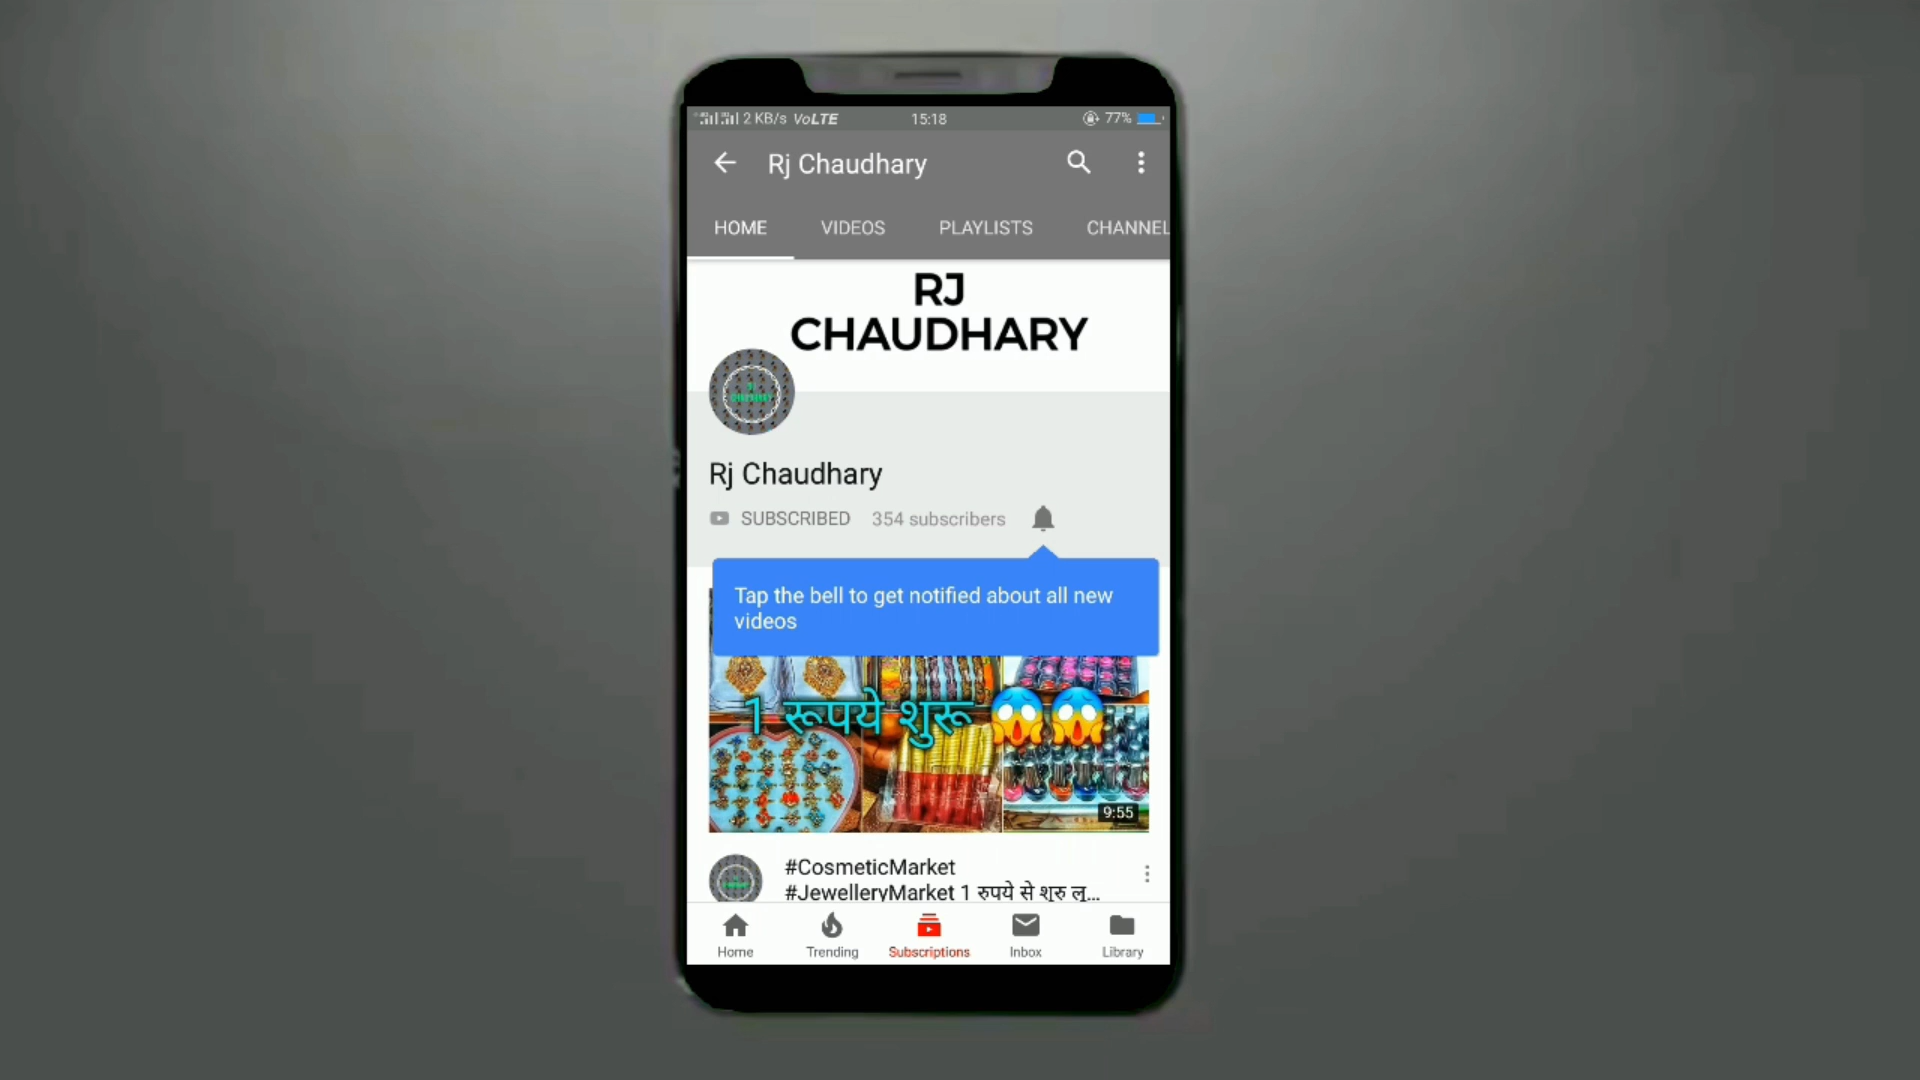 2 KB/s VoLTE 15:18 77%
Rj Chaudhary
HOME VIDEOS PLAYLISTS CHANNEL
RJ
CHAUDHARY
Rj Chaudhary
SUBSCRIBED 354 subscribers
Tap the bell to get notified about all new
videos
1 रूपये शुरू
9:55
#CosmeticMarket
#JewelleryMarket 1 रुपये से शुरु लू...
Home Trending Subscriptions Inbox Library